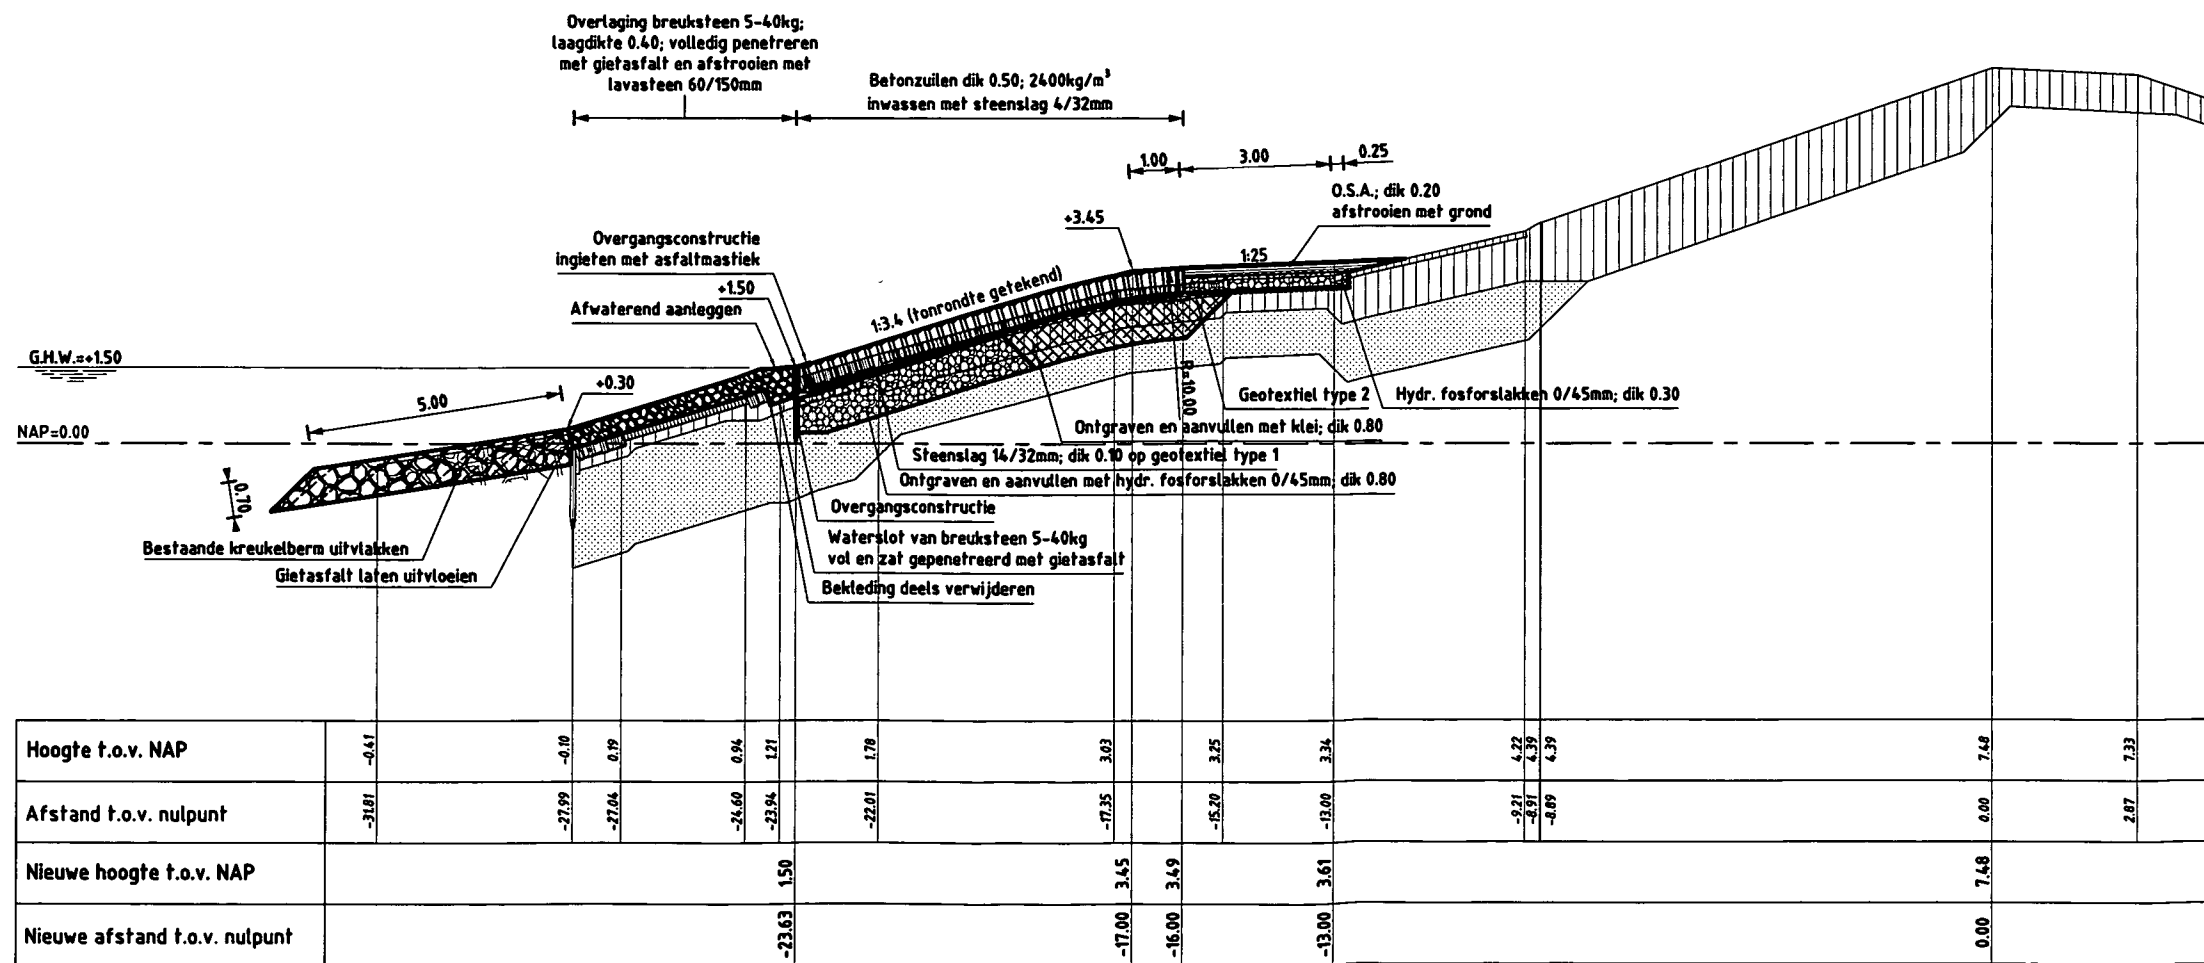 Overlaging breuksteen 5-40kg;
laagdikte 0.40; volledig penetreren
met gietasfalt en afstrooien met
lavasteen 60/150mm
Betonzuilen dik 0.50; 2400kg/m³
inwassen met steenslag 4/32mm
1.00
3.00
0.25
O.S.A.; dik 0.20
afstrooien met grond
+3.45
Overgangsconstructie
ingieten met asfaltmastiek
+1.50
Afwaterend aanleggen
1:3.4 (tonrondte getekend)
1:25
G.H.W.=+1.50
+0.30
5.00
R=10.00
NAP=0.00
0.70
Geotextiel type 2
Hydr. fosforslakken 0/45mm; dik 0.30
Ontgraven en aanvullen met klei; dik 0.80
Steenslag 14/32mm; dik 0.10 op geotextiel type 1
Ontgraven en aanvullen met hydr. fosforslakken 0/45mm; dik 0.80
Overgangsconstructie
Waterslot van breuksteen 5-40kg
vol en zat gepenetreerd met gietasfalt
Bekleding deels verwijderen
Bestaande kreukelberm uitvlakken
Gietasfalt laten uitvloeien
Hoogte t.o.v. NAP -0.41 -0.10 0.19 0.94 1.21 1.78 3.03 3.25 3.34 4.22 4.39 4.39 7.48 7.33
Afstand t.o.v. nulpunt -31.81 -27.99 -27.04 -24.60 -23.94 -22.01 -17.35 -15.20 -13.00 -9.21 -8.91 -8.89 0.00 2.87
Nieuwe hoogte t.o.v. NAP 1.50 3.45 3.49 3.61 7.48
Nieuwe afstand t.o.v. nulpunt -23.63 -17.00 -16.00 -13.00 0.00